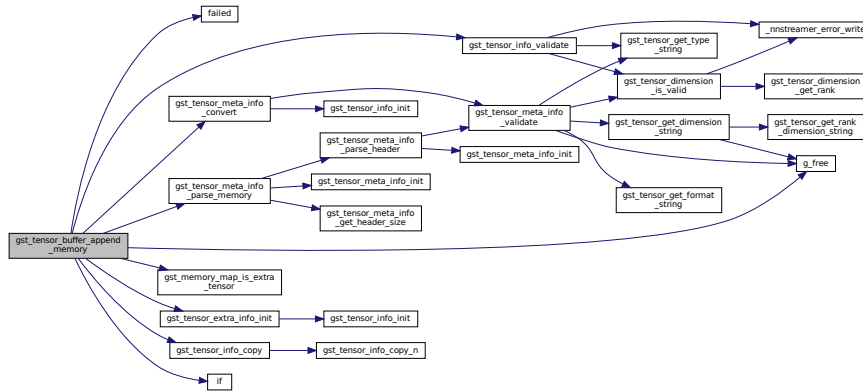 failed
_nnstreamer_error_write
gst_tensor_get_type
_string
gst_tensor_info_validate
gst_tensor_dimension
_is_valid
gst_tensor_dimension
_get_rank
gst_tensor_meta_info
_convert
gst_tensor_info_init
gst_tensor_meta_info
_validate
gst_tensor_get_dimension
_string
gst_tensor_get_rank
_dimension_string
gst_tensor_meta_info
_parse_header
gst_tensor_meta_info_init
g_free
gst_tensor_meta_info
_parse_memory
gst_tensor_meta_info_init
gst_tensor_get_format
_string
gst_tensor_meta_info
_get_header_size
gst_tensor_buffer_append
_memory
gst_memory_map_is_extra
_tensor
gst_tensor_extra_info_init
gst_tensor_info_init
gst_tensor_info_copy
gst_tensor_info_copy_n
if